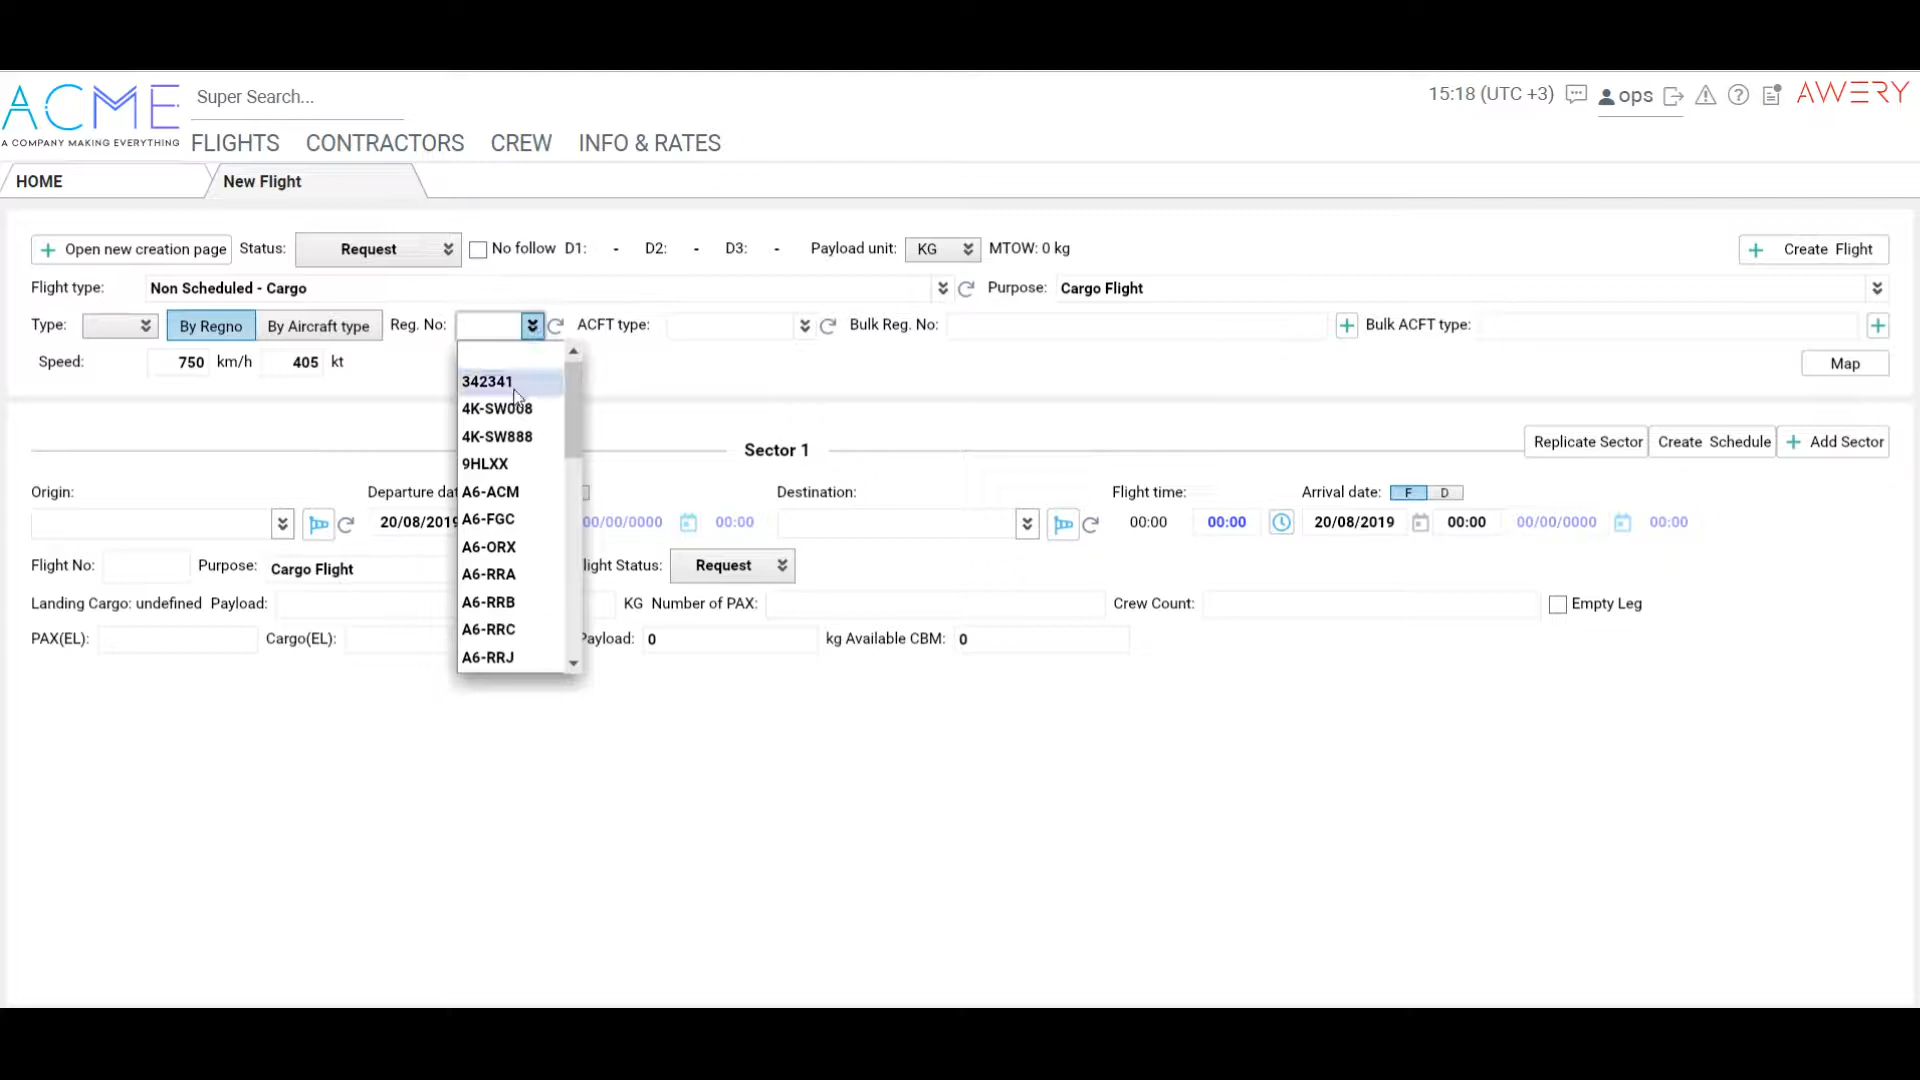 ACME
A COMPANY MAKING EVERYTHING
Super Search...
15:18 (UTC +3) ops AWERY
FLIGHTS CONTRACTORS CREW INFO & RATES
HOME New Flight
Open new creation page Status: Request No follow D1: - D2: - D3: - Payload unit: KG MTOW: 0 kg Create Flight
Flight type: Non Scheduled - Cargo Purpose: Cargo Flight
Type: By Regno By Aircraft type Reg. No: ACFT type: Bulk Reg. No: Bulk ACFT type:
Speed: 750 km/h 405 kt Map
342341
4K-SW008
4K-SW888
9HLXX
A6-ACM
A6-FGC
A6-ORX
A6-RRA
A6-RRB
A6-RRC
A6-RRJ
Sector 1 Replicate Sector Create Schedule Add Sector
Origin: Departure dat Destination: Flight time: Arrival date: F D
20/08/2019 00/00/0000 00:00 00:00 00:00 20/08/2019 00:00 00/00/0000 00:00
Flight No: Purpose: Cargo Flight light Status: Request
Landing Cargo: undefined Payload: KG Number of PAX: Crew Count: Empty Leg
PAX(EL): Cargo(EL): Payload: 0 kg Available CBM: 0